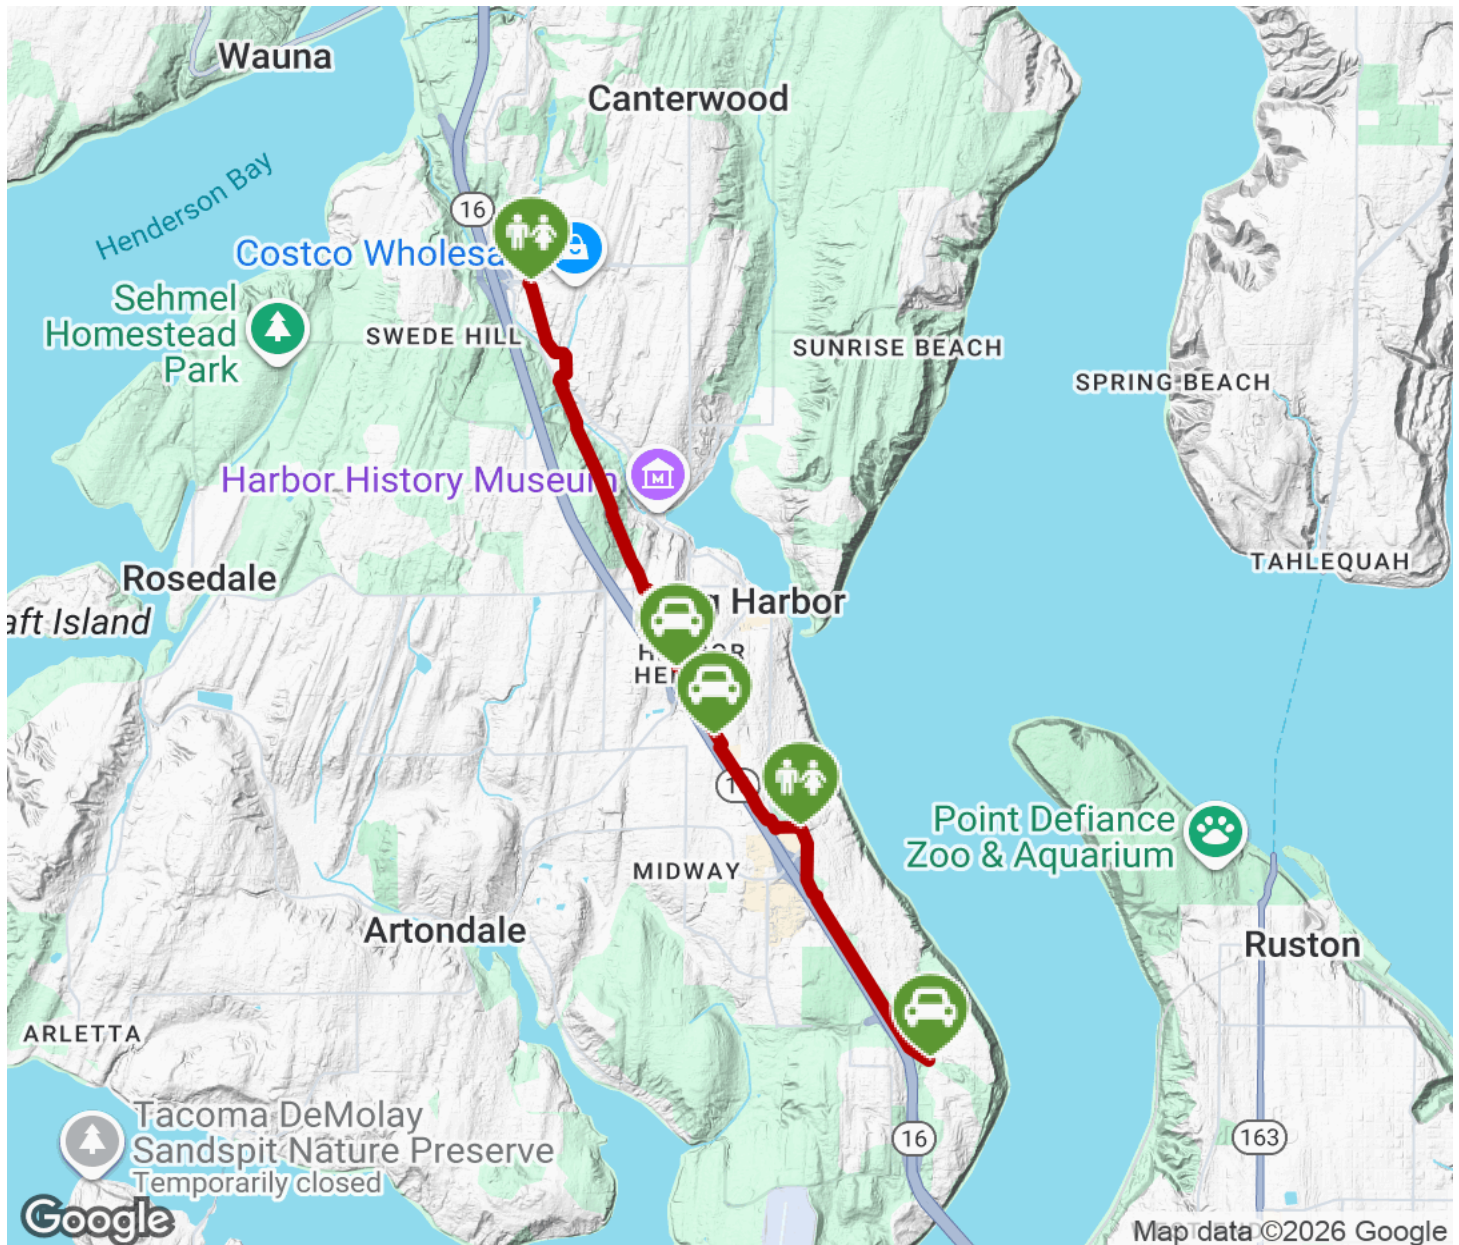 Wauna
Canterwood
Henderson Bay
16
Costco Wholesa
Sehmel
Homestead
Park
SWEDE HILL
SUNRISE BEACH
SPRING BEACH
Harbor History Museum
TAHLEQUAH
Rosedale
Harbor
aft Island
Point Defiance
Zoo & Aquarium
MIDWAY
Artondale
Ruston
ARLETTA
Tacoma DeMolay
Sandspit Nature Preserve
Temporarily closed
16
163
Google
Map data ©2026 Google